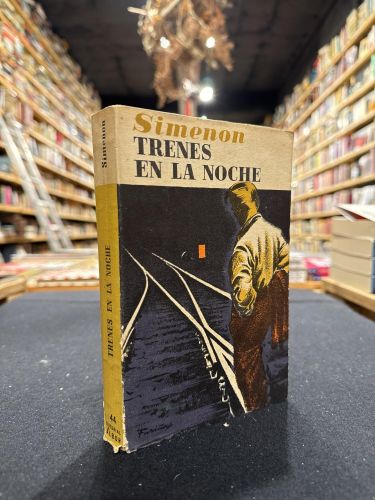 Simenon
TRENES
EN LA NOCHE
Simenon
TRENES EN LA NOCHE
44